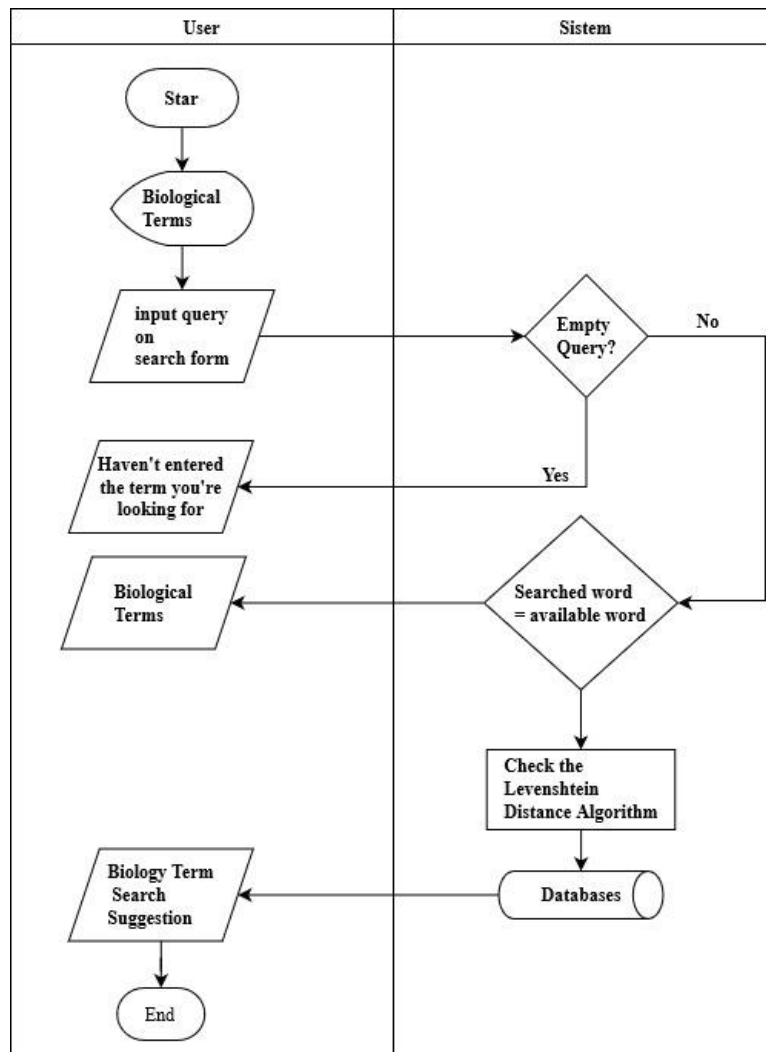 User
Sistem
Star
Biological
Terms
input query
on
search form
Empty
Query?
No
Yes
Haven't entered
the term you're
looking for
Biological
Terms
Searched word
= available word
Check the
Levenshtein
Distance Algorithm
Biology Term
Search
Suggestion
Databases
End